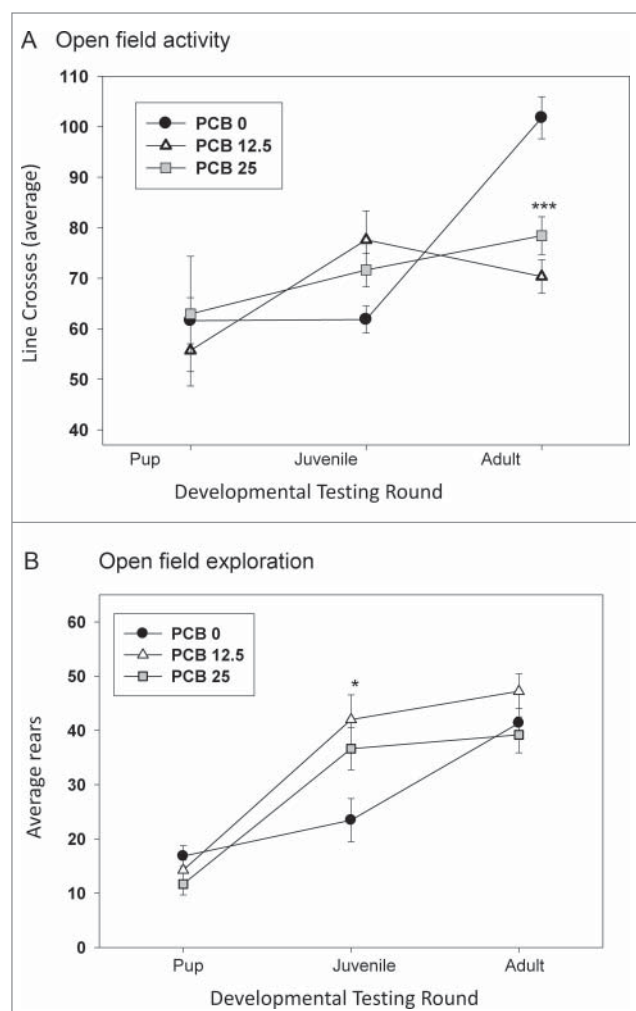 A Open field activity
110
100
90
80
70
60
50
40
PCB 0
PCB 12.5
PCB 25
***
Line Crosses (average)
Pup Juvenile Adult
Developmental Testing Round
B Open field exploration
60
50
40
30
20
10
0
PCB 0
PCB 12.5
PCB 25
*
Average rears
Pup Juvenile Adult
Developmental Testing Round